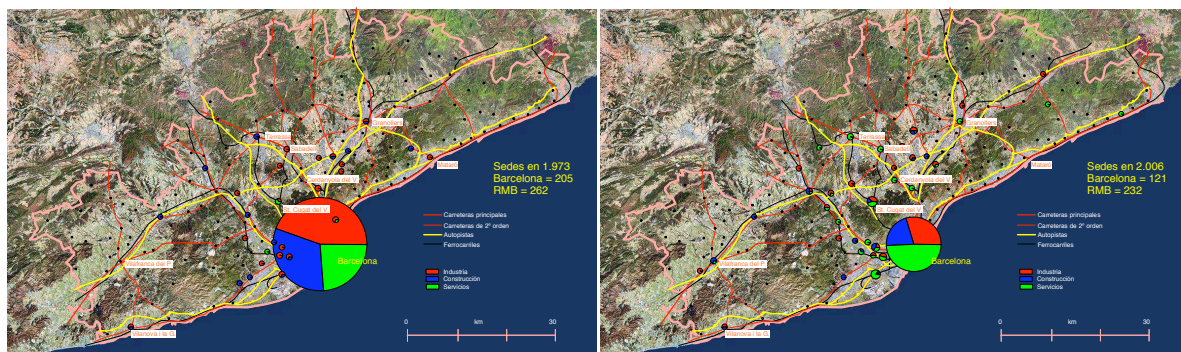 Granollers
Terrassa
Sabadell
Mataró
Cerdanyola del V.
St. Cugat del V.
Barcelona
Vilafranca del P.
Vilanova i la G.
Sedes en 1.973
Barcelona = 205
RMB = 262
Carreteras principales
Carreteras de 2º orden
Autopistas
Ferrocarriles
Industria
Construcción
Servicios
0 km 30
Granollers
Terrassa
Sabadell
Mataró
Cerdanyola del V.
St. Cugat del V.
Barcelona
Vilafranca del P.
Vilanova i la G.
Sedes en 2.006
Barcelona = 121
RMB = 232
Carreteras principales
Carreteras de 2º orden
Autopistas
Ferrocarriles
Industria
Construcción
Servicios
0 km 30